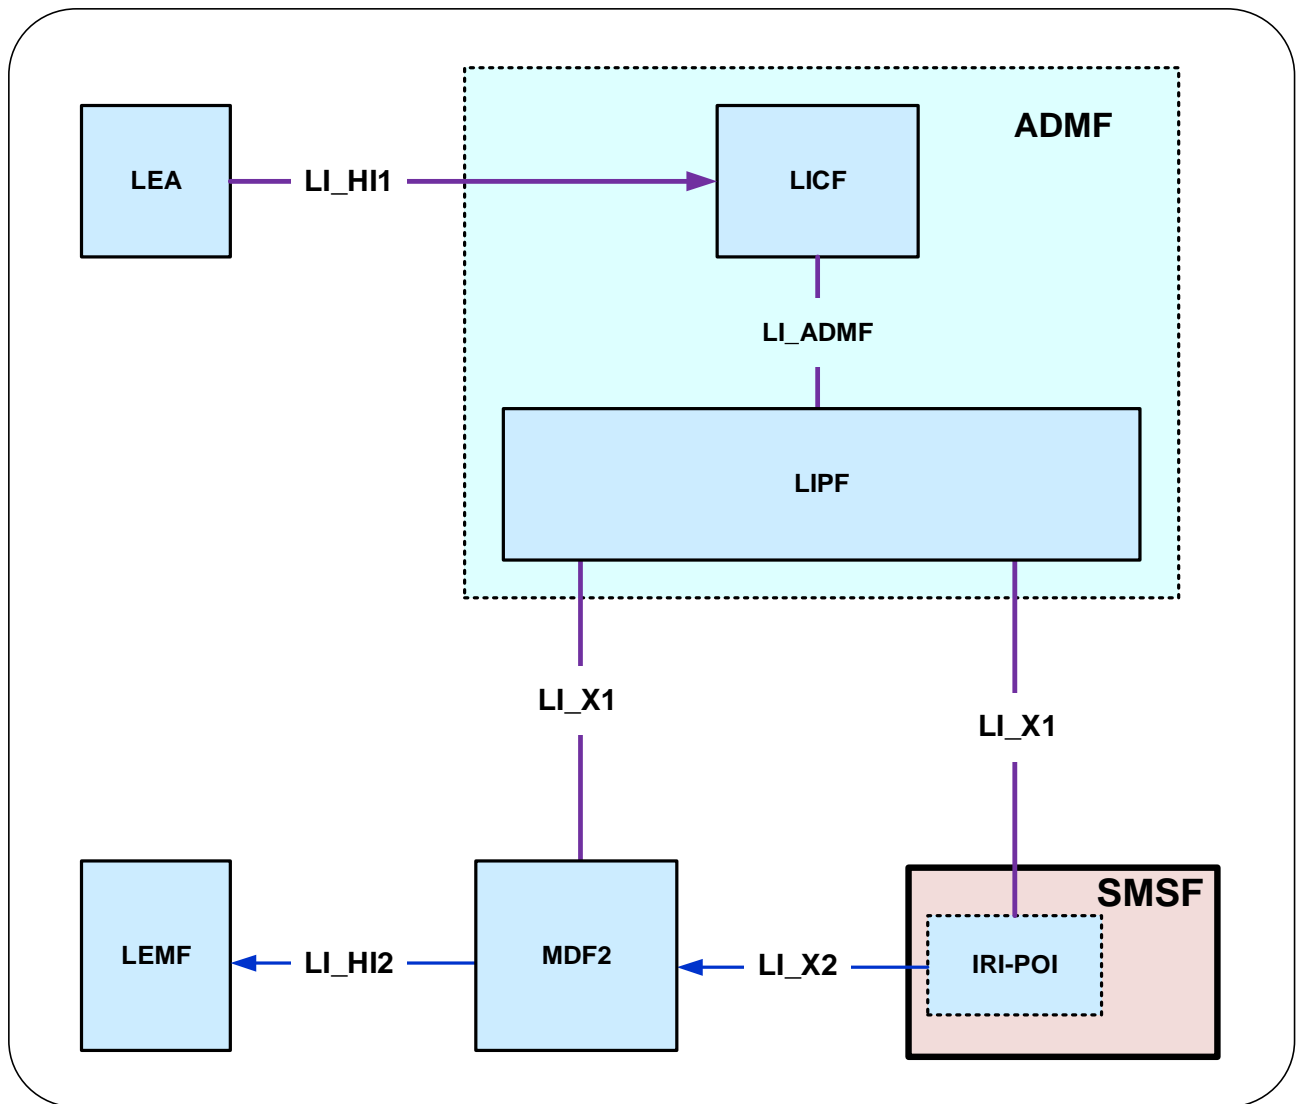 ADMF
LEA
LI_HI1
LICF
LI_ADMF
LIPF
LI_X1
LI_X1
SMSF
LEMF
LI_HI2
MDF2
LI_X2
IRI-POI